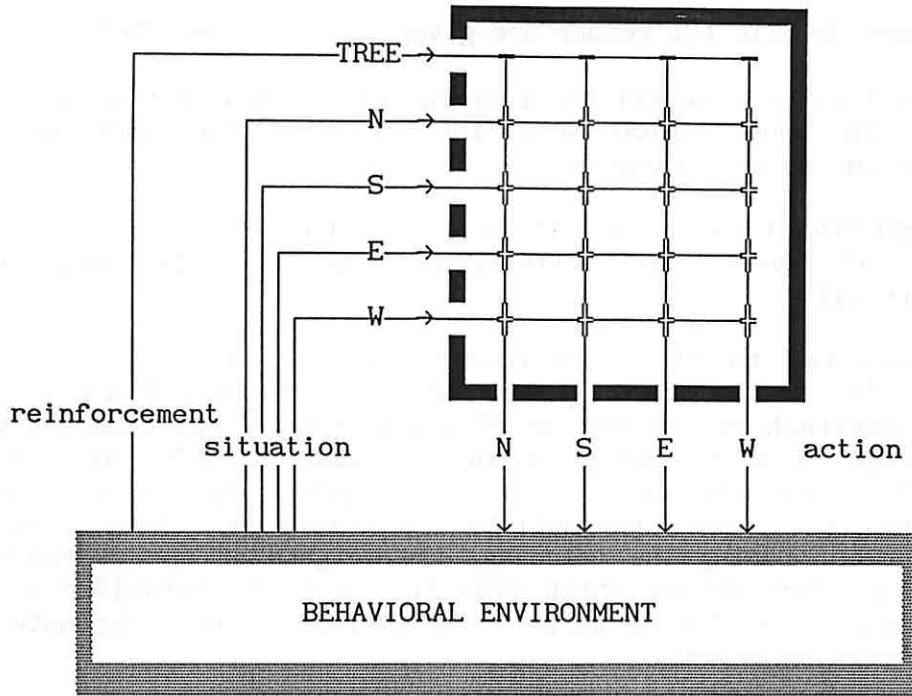 TREE
N
S
E
W
reinforcement
situation N S E W action
BEHAVIORAL ENVIRONMENT